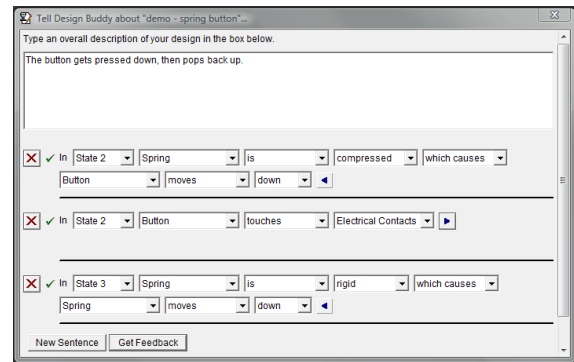 Tell Design Buddy about "demo - spring button"...
Type an overall description of your design in the box below.
The button gets pressed down, then pops back up.
In State 2 Spring is compressed which causes
Button moves down
In State 2 Button touches Electrical Contacts
In State 3 Spring is rigid which causes
Spring moves down
New Sentence Get Feedback